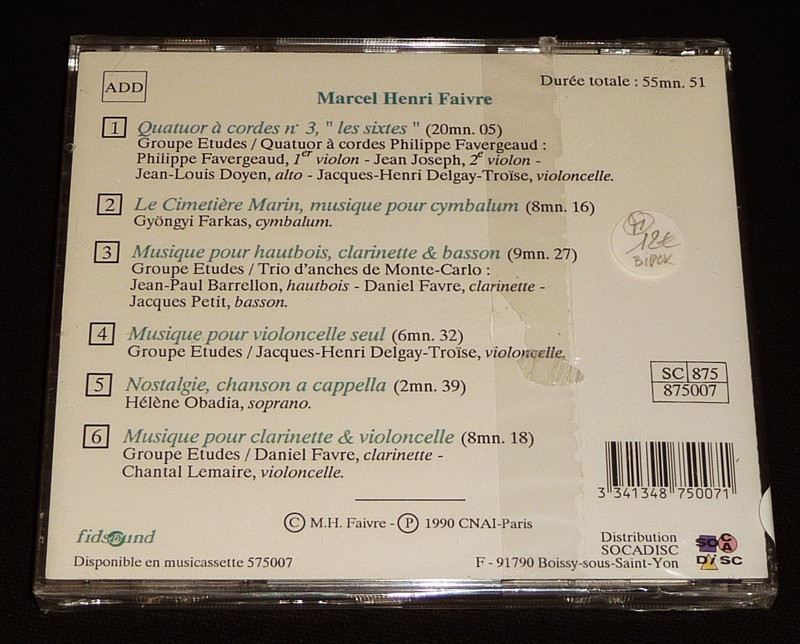 ADD
Durée totale : 55mn. 51
Marcel Henri Faivre
1 Quatuor à cordes n° 3, " les sixtes " (20mn. 05)
Groupe Etudes / Quatuor à cordes Philippe Favergeaud :
Philippe Favergeaud, 1er violon - Jean Joseph, 2e violon -
Jean-Louis Doyen, alto - Jacques-Henri Delgay-Troïse, violoncelle.
2 Le Cimetière Marin, musique pour cymbalum (8mn. 16)
Gyöngyi Farkas, cymbalum.
12€
3 Musique pour hautbois, clarinette & basson (9mn. 27)
Groupe Etudes / Trio d'anches de Monte-Carlo :
Jean-Paul Barrellon, hautbois - Daniel Favre, clarinette -
Jacques Petit, basson.
4 Musique pour violoncelle seul (6mn. 32)
Groupe Etudes / Jacques-Henri Delgay-Troïse, violoncelle.
SC 875
875007
5 Nostalgie, chanson a cappella (2mn. 39)
Hélène Obadia, soprano.
6 Musique pour clarinette & violoncelle (8mn. 18)
Groupe Etudes / Daniel Favre, clarinette -
Chantal Lemaire, violoncelle.
3 341348 750071
© M.H. Faivre - ℗ 1990 CNAI-Paris
fidsound
Disponible en musicassette 575007
Distribution
SOCADISC
F - 91790 Boissy-sous-Saint-Yon
SOCADISC